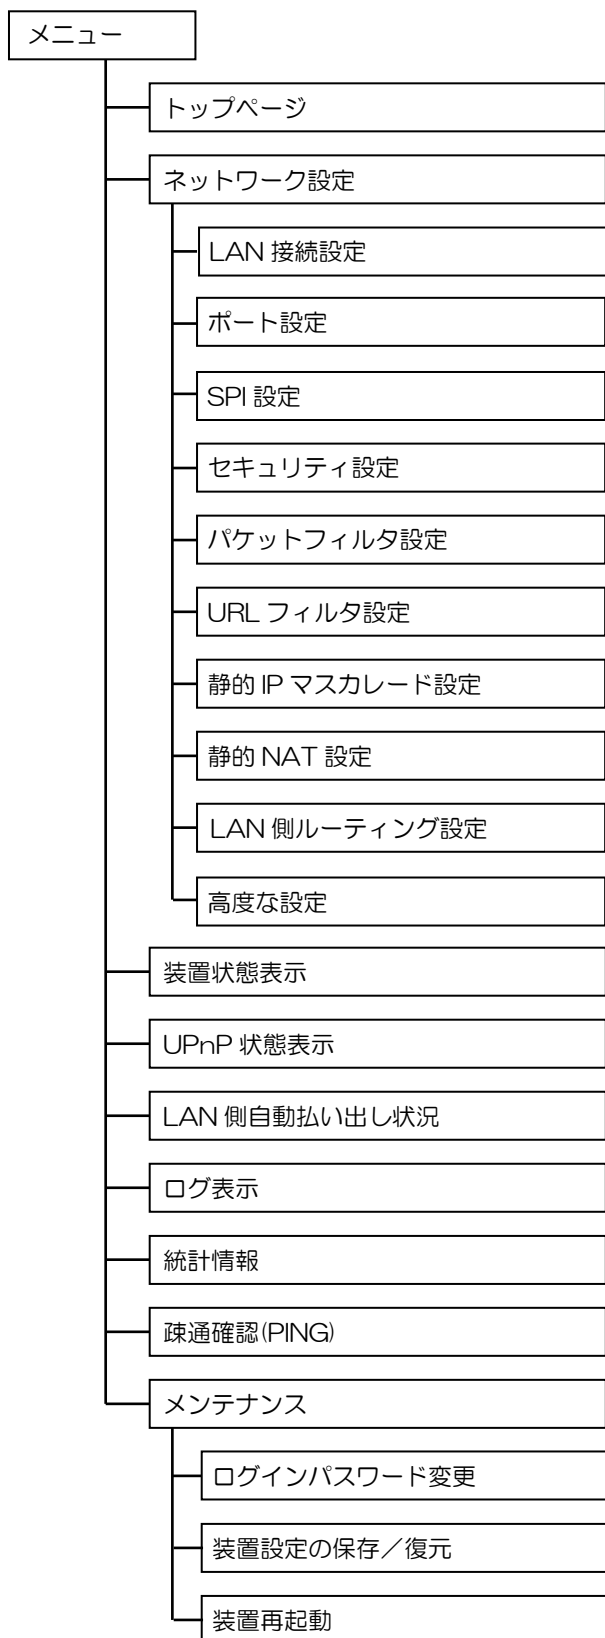 メニュー
トップページ
ネットワーク設定
LAN 接続設定
ポート設定
SPI 設定
セキュリティ設定
パケットフィルタ設定
URL フィルタ設定
静的 IP マスカレード設定
静的 NAT 設定
LAN 側ルーティング設定
高度な設定
装置状態表示
UPnP 状態表示
LAN 側自動払い出し状況
ログ表示
統計情報
疎通確認(PING)
メンテナンス
ログインパスワード変更
装置設定の保存／復元
装置再起動